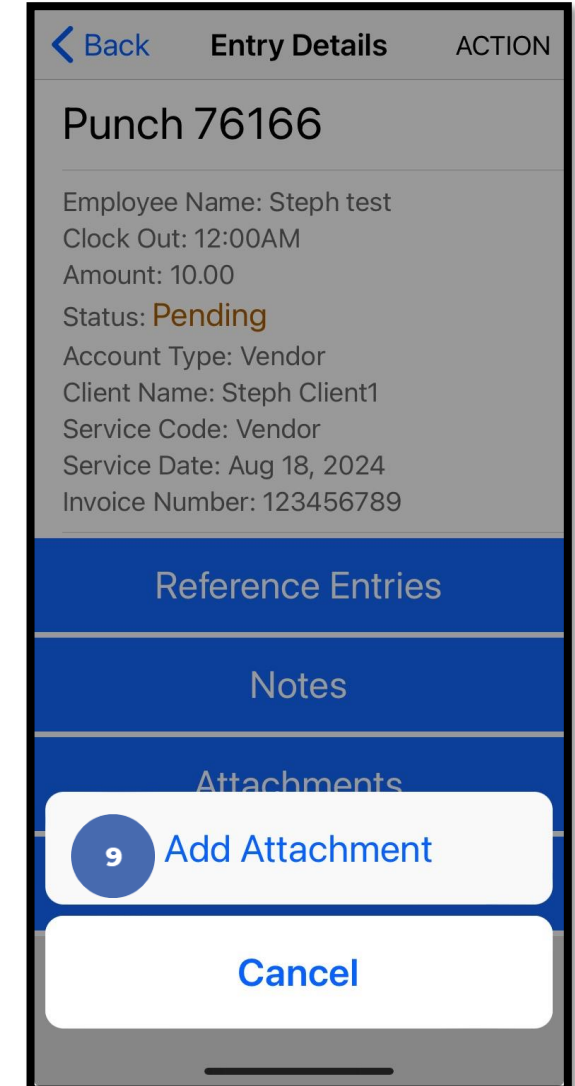 Back Entry Details ACTION
Punch 76166
Employee Name: Steph test
Clock Out: 12:00AM
Amount: 10.00
Status: Pending
Account Type: Vendor
Client Name: Steph Client1
Service Code: Vendor
Service Date: Aug 18, 2024
Invoice Number: 123456789
Reference Entries
Notes
Attachments
9 Add Attachment
Cancel